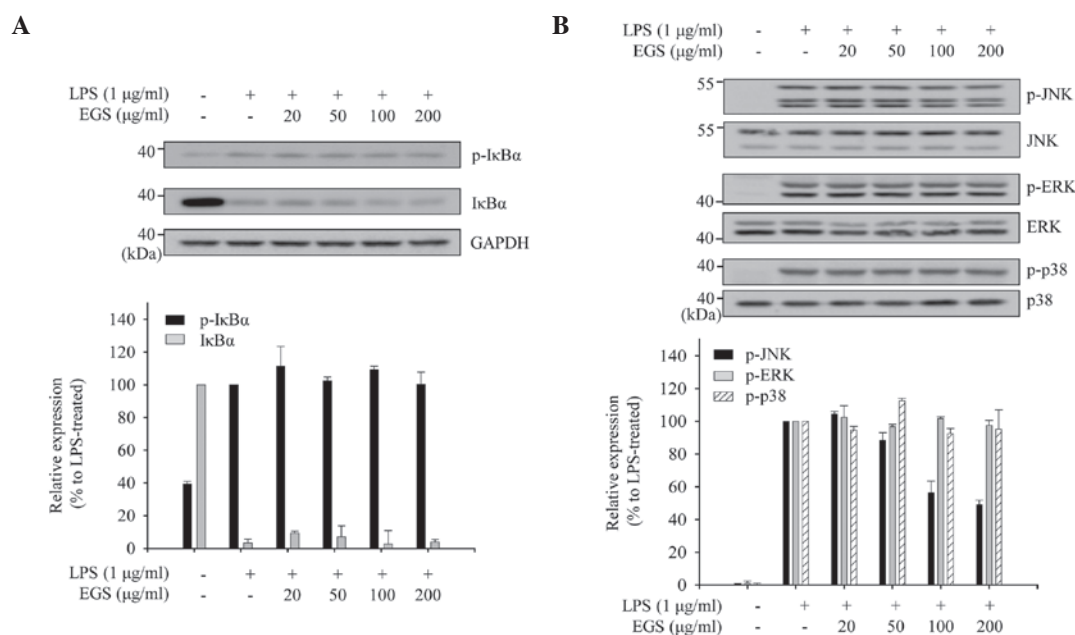 A
LPS (1 µg/ml) - + + + + +
EGS (µg/ml) - - 20 50 100 200
40 p-IκBα
40 IκBα
40 GAPDH
(kDa)
140
120
100
80
60
40
20
0
Relative expression
(% to LPS-treated)
p-IκBα
IκBα
LPS (1 µg/ml) - + + + + +
EGS (µg/ml) - - 20 50 100 200
B
LPS (1 µg/ml) - + + + + +
EGS (µg/ml) - - 20 50 100 200
55 p-JNK
55 JNK
40 p-ERK
40 ERK
40 p-p38
40 p38
(kDa)
140
120
100
80
60
40
20
0
Relative expression
(% to LPS-treated)
p-JNK
p-ERK
p-p38
LPS (1 µg/ml) - + + + + +
EGS (µg/ml) - - 20 50 100 200